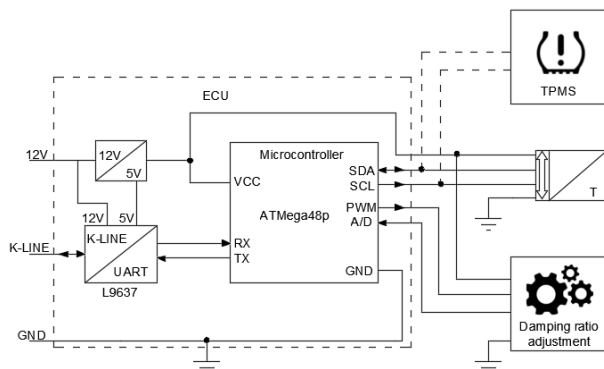 TPMS
ECU
12V
12V
5V
Microcontroller
VCC
SDA
SCL
T
12V
5V
ATMega48p
PWM
A/D
K-LINE
K-LINE
UART
RX
TX
L9637
GND
GND
Damping ratio
adjustment